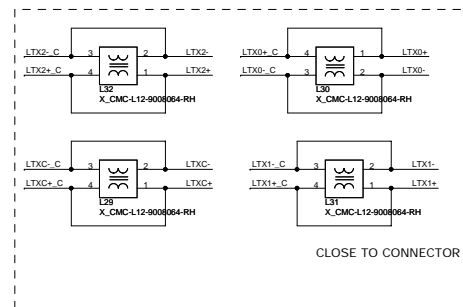 LTX2-_C 3 2 LTX2-
LTX2+_C 4 1 LTX2+
L32
X_CMC-L12-9008064-RH
LTX0+_C 4 1 LTX0+
LTX0-_C 3 2 LTX0-
L30
X_CMC-L12-9008064-RH
LTXC-_C 3 2 LTXC-
LTXC+_C 4 1 LTXC+
L29
X_CMC-L12-9008064-RH
LTX1-_C 3 2 LTX1-
LTX1+_C 4 1 LTX1+
L31
X_CMC-L12-9008064-RH
CLOSE TO CONNECTOR